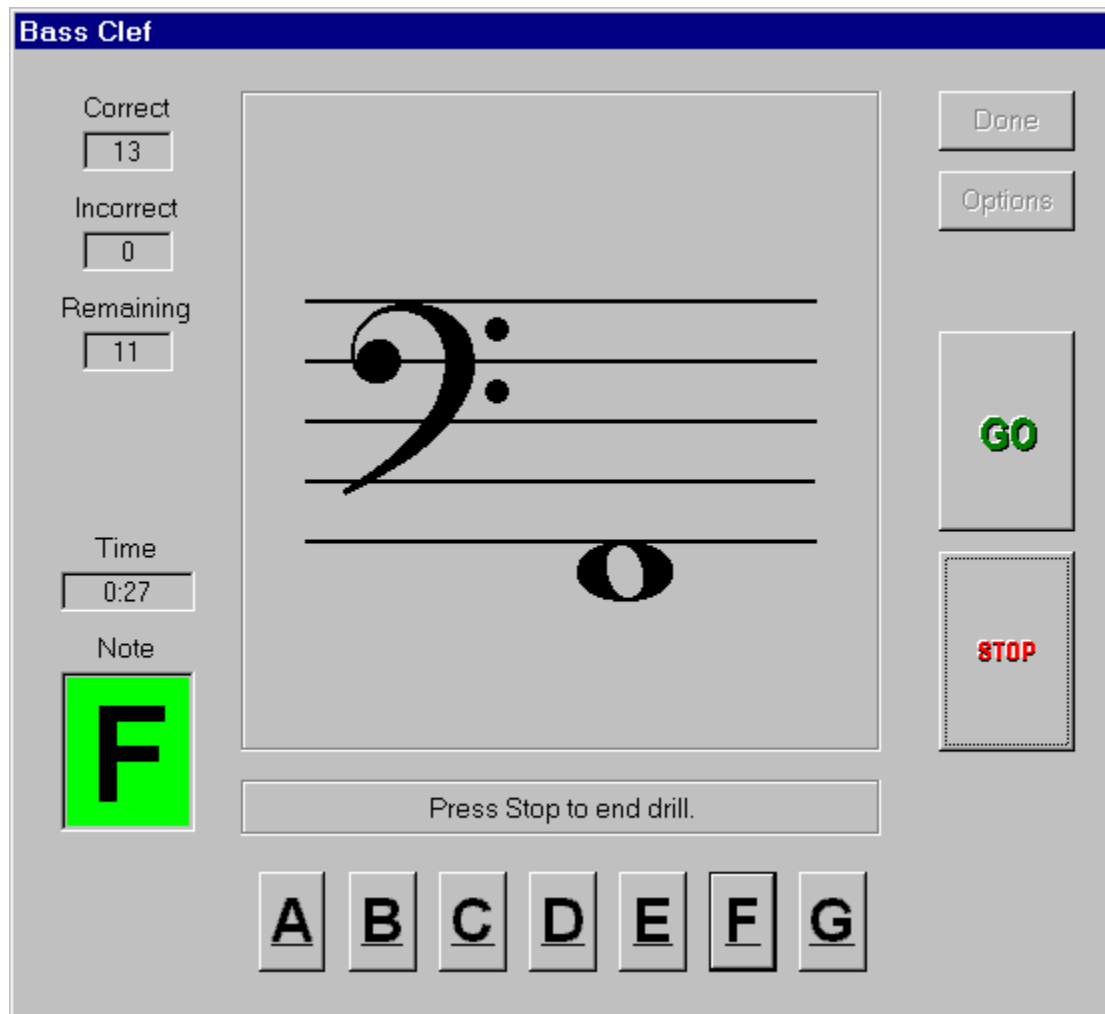 Bass Clef
Correct
13
Incorrect
0
Remaining
11
Time
0:27
Note
F
Done
Options
GO
STOP
Press Stop to end drill.
A B C D E F G